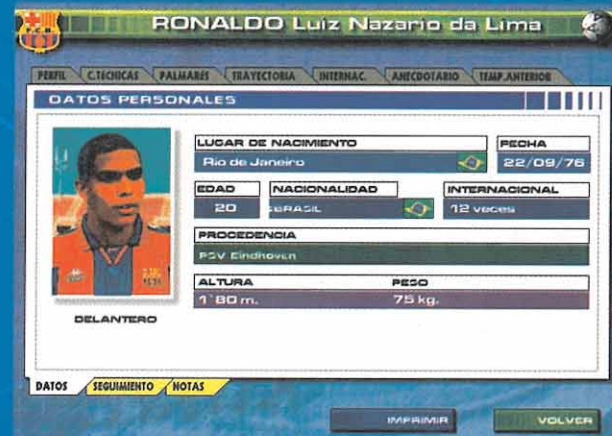 RONALDO Luiz Nazario da Lima
PERFIL C.TECNICAS PALMARES TRAYECTORIA INTERNAC. ANECDOTARIO TEMP.ANTERIOR
DATOS PERSONALES
LUGAR DE NACIMIENTO FECHA
Rio de Janeiro 22/09/76
EDAD NACIONALIDAD INTERNACIONAL
20 BRASIL 12 veces
PROCEDENCIA
PSV Eindhoven
ALTURA PESO
1`80 m. 75 kg.
DELANTERO
DATOS SEGUIMIENTO NOTAS
IMPRIMIR VOLVER